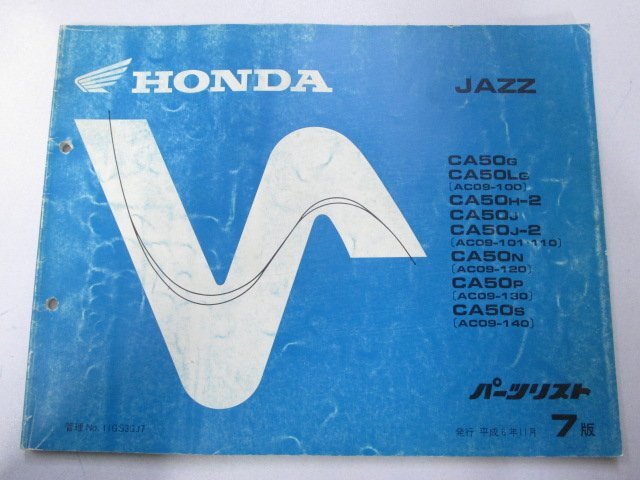 HONDA
JAZZ
CA50G
CA50LG
[AC09-100]
CA50H-2
CA50J
CA50J-2
[AC09-101·110]
CA50N
[AC09-120]
CA50P
[AC09-130]
CA50S
[AC09-140]
パーツリスト
管理No.11GS3GJ7
発行 平成6年11月 7版